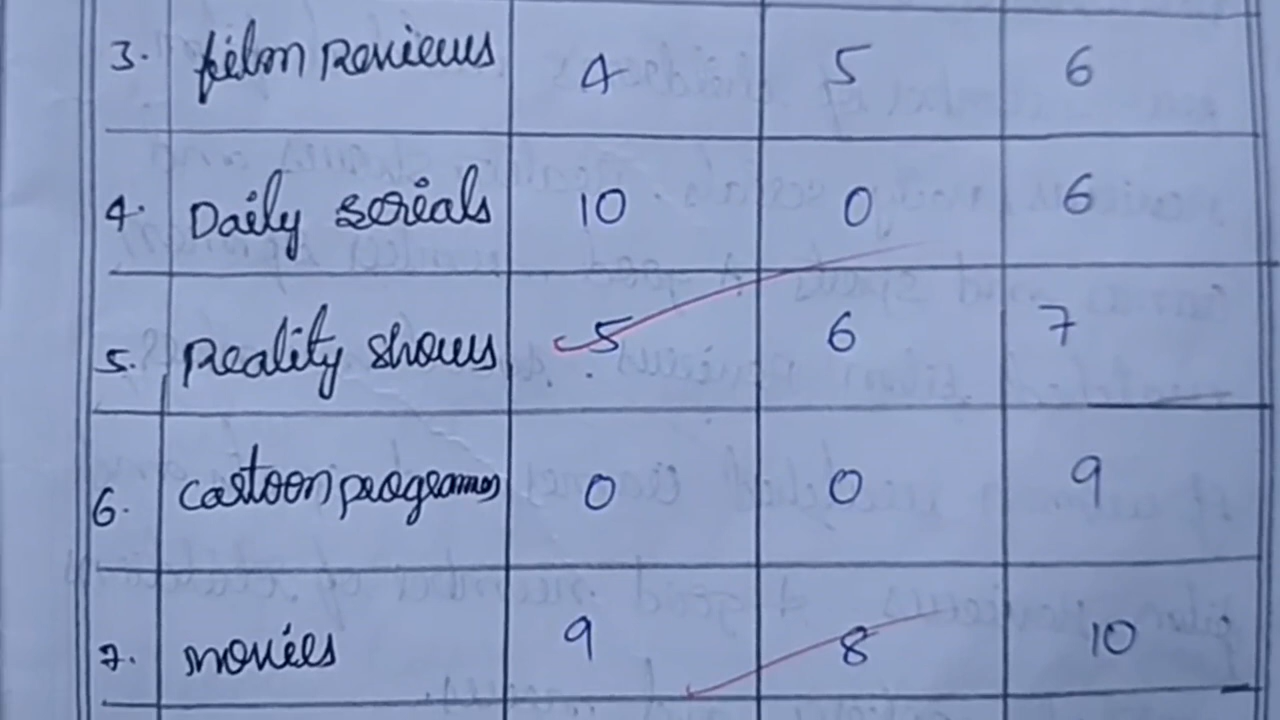 3. film Reviews 4 5 6
4. Daily serials 10 0 6
5. Reality shows 5 6 7
6. cartoon programmes 0 0 9
7. movies 9 8 10